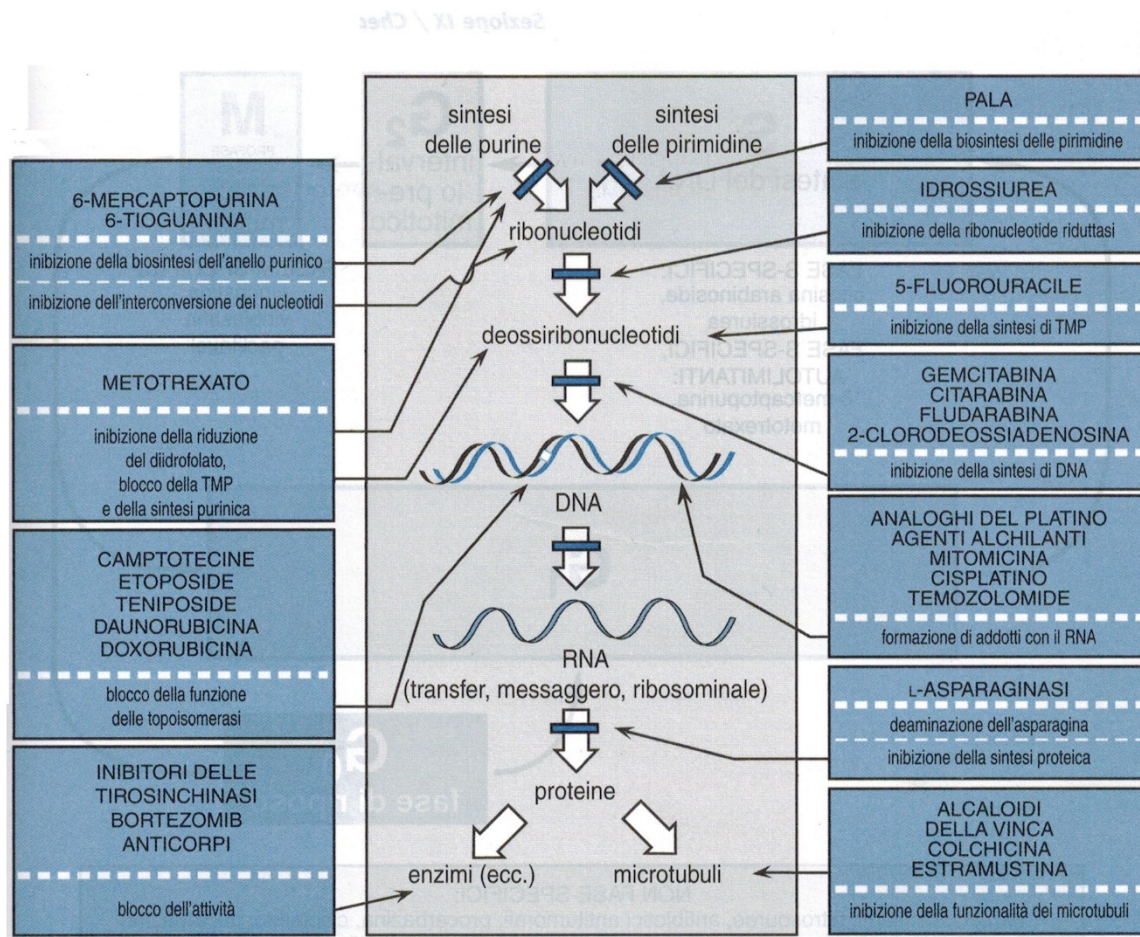 sintesi
delle purine
sintesi
delle pirimidine
ribonucleotidi
deossiribonucleotidi
DNA
RNA
(transfer, messaggero, ribosominale)
proteine
enzimi (ecc.)
microtubuli
6-MERCAPTOPURINA
6-TIOGUANINA
inibizione della biosintesi dell'anello purinico
inibizione dell'interconversione dei nucleotidi
METOTREXATO
inibizione della riduzione
del diidrofolato,
blocco della TMP
e della sintesi purinica
CAMPTOTECINE
ETOPOSIDE
TENIPOSIDE
DAUNORUBICINA
DOXORUBICINA
blocco della funzione
delle topoisomerasi
INIBITORI DELLE
TIROSINCHINASI
BORTEZOMIB
ANTICORPI
blocco dell'attività
PALA
inibizione della biosintesi delle pirimidine
IDROSSIUREA
inibizione della ribonucleotide riduttasi
5-FLUOROURACILE
inibizione della sintesi di TMP
GEMCITABINA
CITARABINA
FLUDARABINA
2-CLORODEOSSIADENOSINA
inibizione della sintesi di DNA
ANALOGHI DEL PLATINO
AGENTI ALCHILANTI
MITOMICINA
CISPLATINO
TEMOZOLOMIDE
formazione di addotti con il RNA
L-ASPARAGINASI
deaminazione dell'asparagina
inibizione della sintesi proteica
ALCALOIDI
DELLA VINCA
COLCHICINA
ESTRAMUSTINA
inibizione della funzionalità dei microtubuli